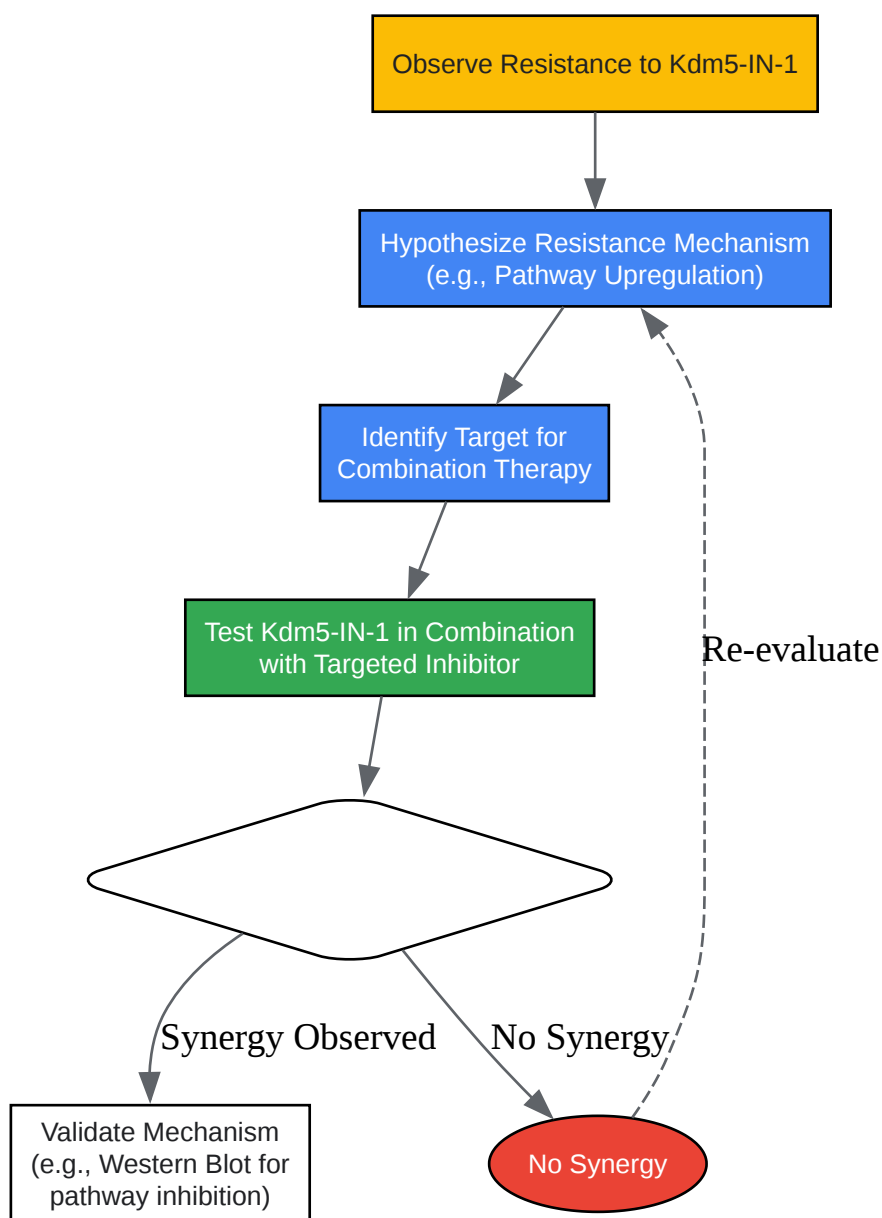 Observe Resistance to Kdm5-IN-1
Hypothesize Resistance Mechanism
(e.g., Pathway Upregulation)
Identify Target for
Combination Therapy
Test Kdm5-IN-1 in Combination
with Targeted Inhibitor
Re-evaluate
Synergy Observed
No Synergy
Validate Mechanism
(e.g., Western Blot for
pathway inhibition)
No Synergy